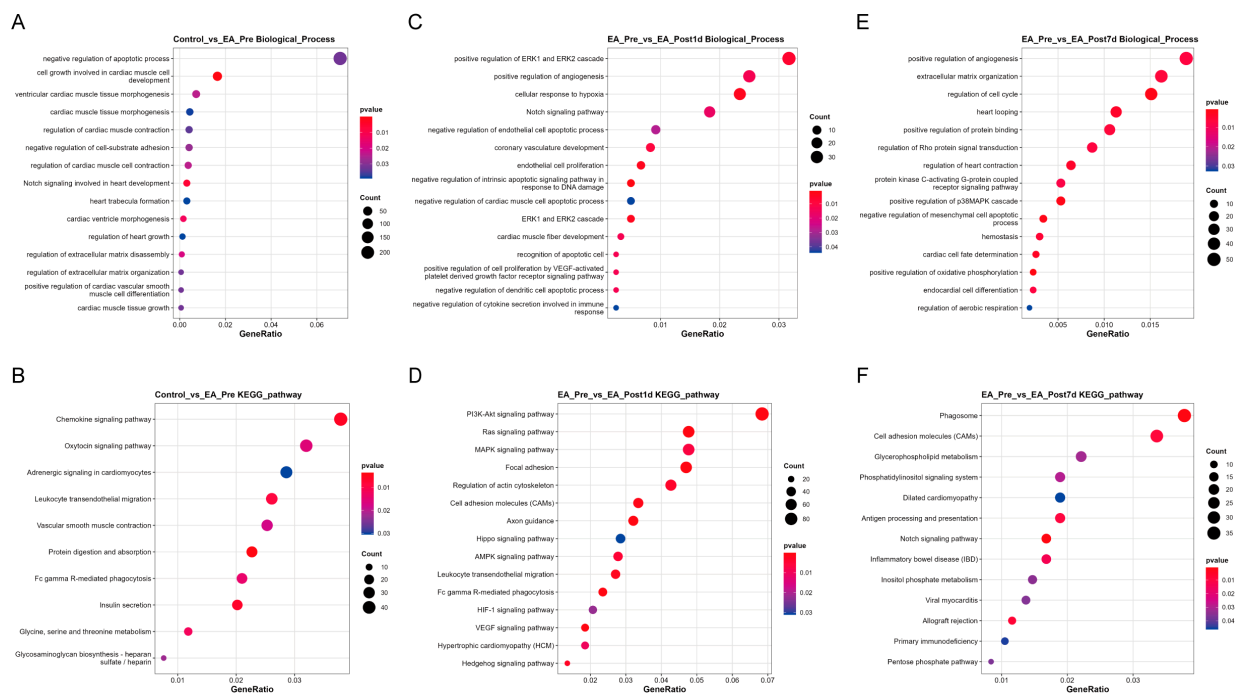 A
Control_vs_EA_Pre Biological_Process
negative regulation of apoptotic process
cell growth involved in cardiac muscle cell
development
ventricular cardiac muscle tissue morphogenesis
cardiac muscle tissue morphogenesis
regulation of cardiac muscle contraction
negative regulation of cell-substrate adhesion
regulation of cardiac muscle cell contraction
Notch signaling involved in heart development
heart trabecula formation
cardiac ventricle morphogenesis
regulation of heart growth
regulation of extracellular matrix disassembly
regulation of extracellular matrix organization
positive regulation of cardiac vascular smooth
muscle cell differentiation
cardiac muscle tissue growth
0.00 0.02 0.04 0.06
GeneRatio
pvalue
0.01
0.02
0.03
Count
50
100
150
200
C
EA_Pre_vs_EA_Post1d Biological_Process
positive regulation of ERK1 and ERK2 cascade
positive regulation of angiogenesis
cellular response to hypoxia
Notch signaling pathway
negative regulation of endothelial cell apoptotic process
coronary vasculature development
endothelial cell proliferation
negative regulation of intrinsic apoptotic signaling pathway in
response to DNA damage
negative regulation of cardiac muscle cell apoptotic process
ERK1 and ERK2 cascade
cardiac muscle fiber development
recognition of apoptotic cell
positive regulation of cell proliferation by VEGF-activated
platelet derived growth factor receptor signaling pathway
negative regulation of dendritic cell apoptotic process
negative regulation of cytokine secretion involved in immune
response
0.01 0.02 0.03
GeneRatio
Count
10
20
30
pvalue
0.01
0.02
0.03
0.04
E
EA_Pre_vs_EA_Post7d Biological_Process
positive regulation of angiogenesis
extracellular matrix organization
regulation of cell cycle
heart looping
positive regulation of protein binding
regulation of Rho protein signal transduction
regulation of heart contraction
protein kinase C-activating G-protein coupled
receptor signaling pathway
positive regulation of p38MAPK cascade
negative regulation of mesenchymal cell apoptotic
process
hemostasis
cardiac cell fate determination
positive regulation of oxidative phosphorylation
endocardial cell differentiation
regulation of aerobic respiration
0.005 0.010 0.015
GeneRatio
pvalue
0.01
0.02
0.03
Count
10
20
30
40
50
B
Control_vs_EA_Pre KEGG_pathway
Chemokine signaling pathway
Oxytocin signaling pathway
Adrenergic signaling in cardiomyocytes
Leukocyte transendothelial migration
Vascular smooth muscle contraction
Protein digestion and absorption
Fc gamma R-mediated phagocytosis
Insulin secretion
Glycine, serine and threonine metabolism
Glycosaminoglycan biosynthesis - heparan
sulfate / heparin
0.01 0.02 0.03
GeneRatio
pvalue
0.01
0.02
0.03
Count
10
20
30
40
D
EA_Pre_vs_EA_Post1d KEGG_pathway
PI3K-Akt signaling pathway
Ras signaling pathway
MAPK signaling pathway
Focal adhesion
Regulation of actin cytoskeleton
Cell adhesion molecules (CAMs)
Axon guidance
Hippo signaling pathway
AMPK signaling pathway
Leukocyte transendothelial migration
Fc gamma R-mediated phagocytosis
HIF-1 signaling pathway
VEGF signaling pathway
Hypertrophic cardiomyopathy (HCM)
Hedgehog signaling pathway
0.02 0.03 0.04 0.05 0.06 0.07
GeneRatio
Count
20
40
60
80
pvalue
0.01
0.02
0.03
F
EA_Pre_vs_EA_Post7d KEGG_pathway
Phagosome
Cell adhesion molecules (CAMs)
Glycerophospholipid metabolism
Phosphatidylinositol signaling system
Dilated cardiomyopathy
Antigen processing and presentation
Notch signaling pathway
Inflammatory bowel disease (IBD)
Inositol phosphate metabolism
Viral myocarditis
Allograft rejection
Primary immunodeficiency
Pentose phosphate pathway
0.01 0.02 0.03
GeneRatio
Count
10
15
20
25
30
35
pvalue
0.01
0.02
0.03
0.04